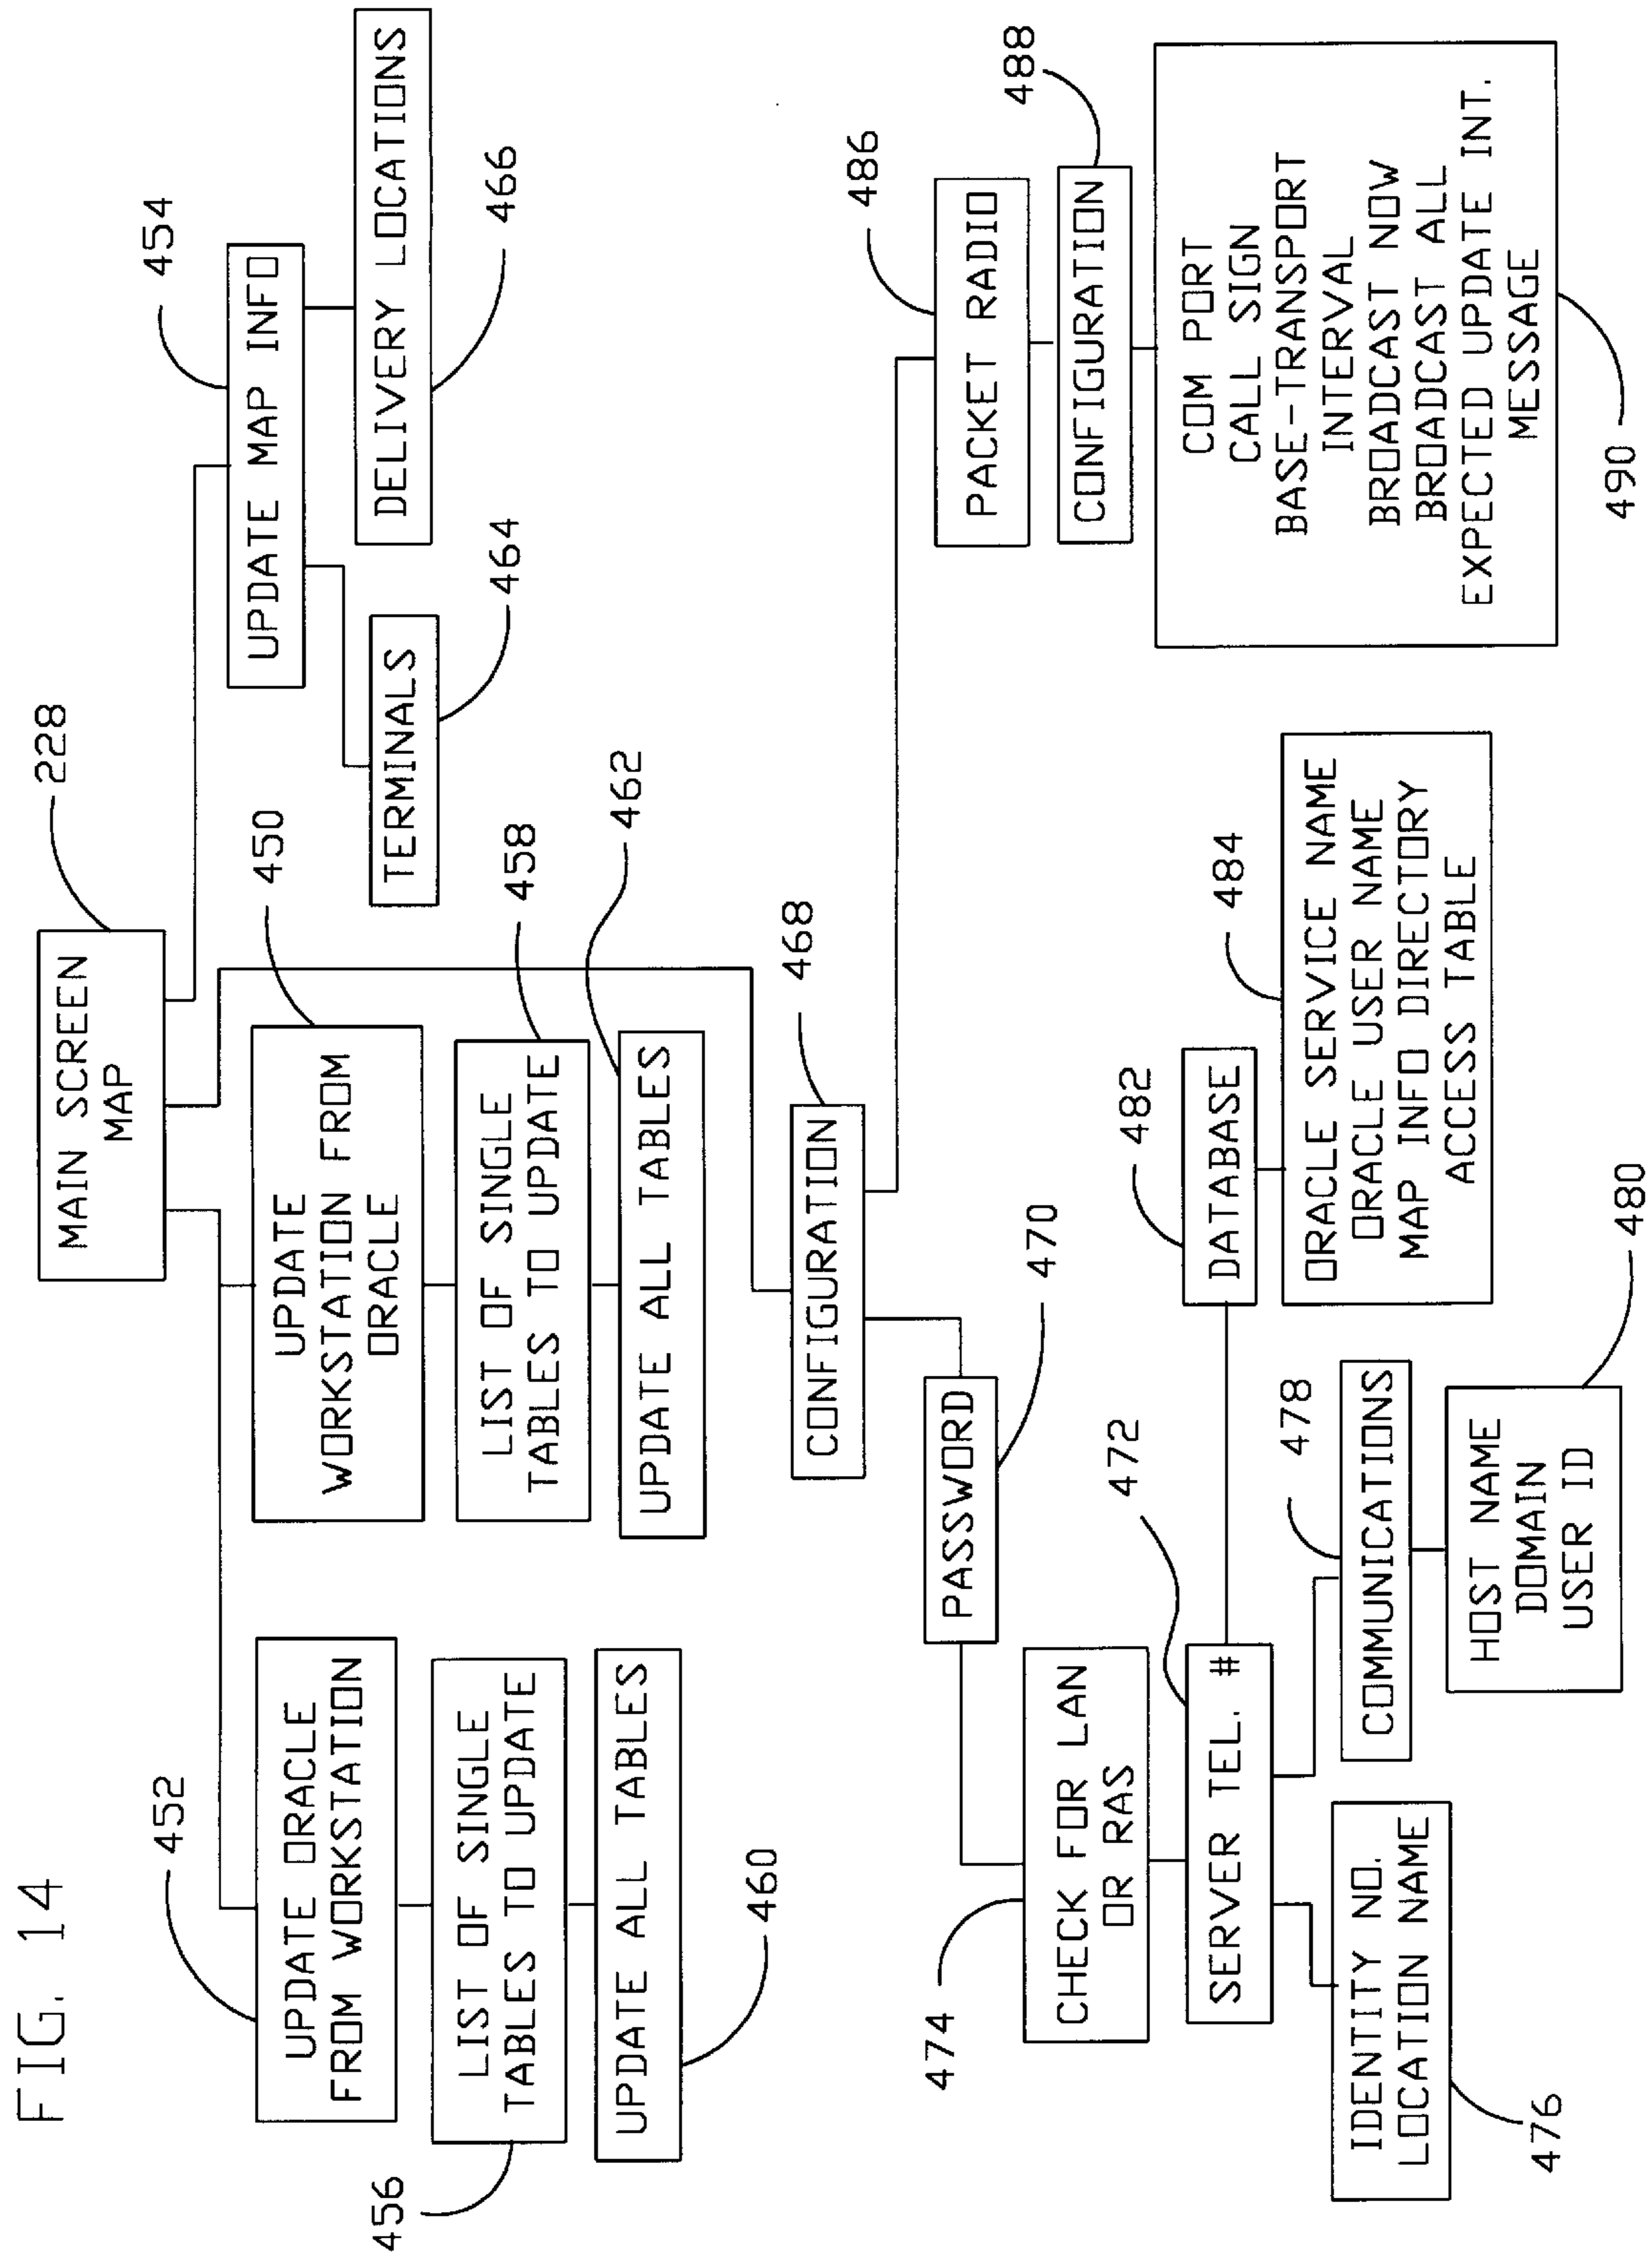 FIG. 14
228
MAIN SCREEN
MAP
452
UPDATE ORACLE
FROM WORKSTATION
456
LIST OF SINGLE
TABLES TO UPDATE
UPDATE ALL TABLES
460
450
UPDATE
WORKSTATION FROM
ORACLE
458
LIST OF SINGLE
TABLES TO UPDATE
462
UPDATE ALL TABLES
454
UPDATE MAP INFO
TERMINALS
464
DELIVERY LOCATIONS
466
468
CONFIGURATION
PASSWORD
470
474
CHECK FOR LAN
OR RAS
472
SERVER TEL. #
IDENTITY NO.
LOCATION NAME
476
478
COMMUNICATIONS
HOST NAME
DOMAIN
USER ID
480
482
DATABASE
484
ORACLE SERVICE NAME
ORACLE USER NAME
MAP INFO DIRECTORY
ACCESS TABLE
486
PACKET RADIO
488
CONFIGURATION
COM PORT
CALL SIGN
BASE-TRANSPORT
INTERVAL
BROADCAST NOW
BROADCAST ALL
EXPECTED UPDATE INT.
MESSAGE
490